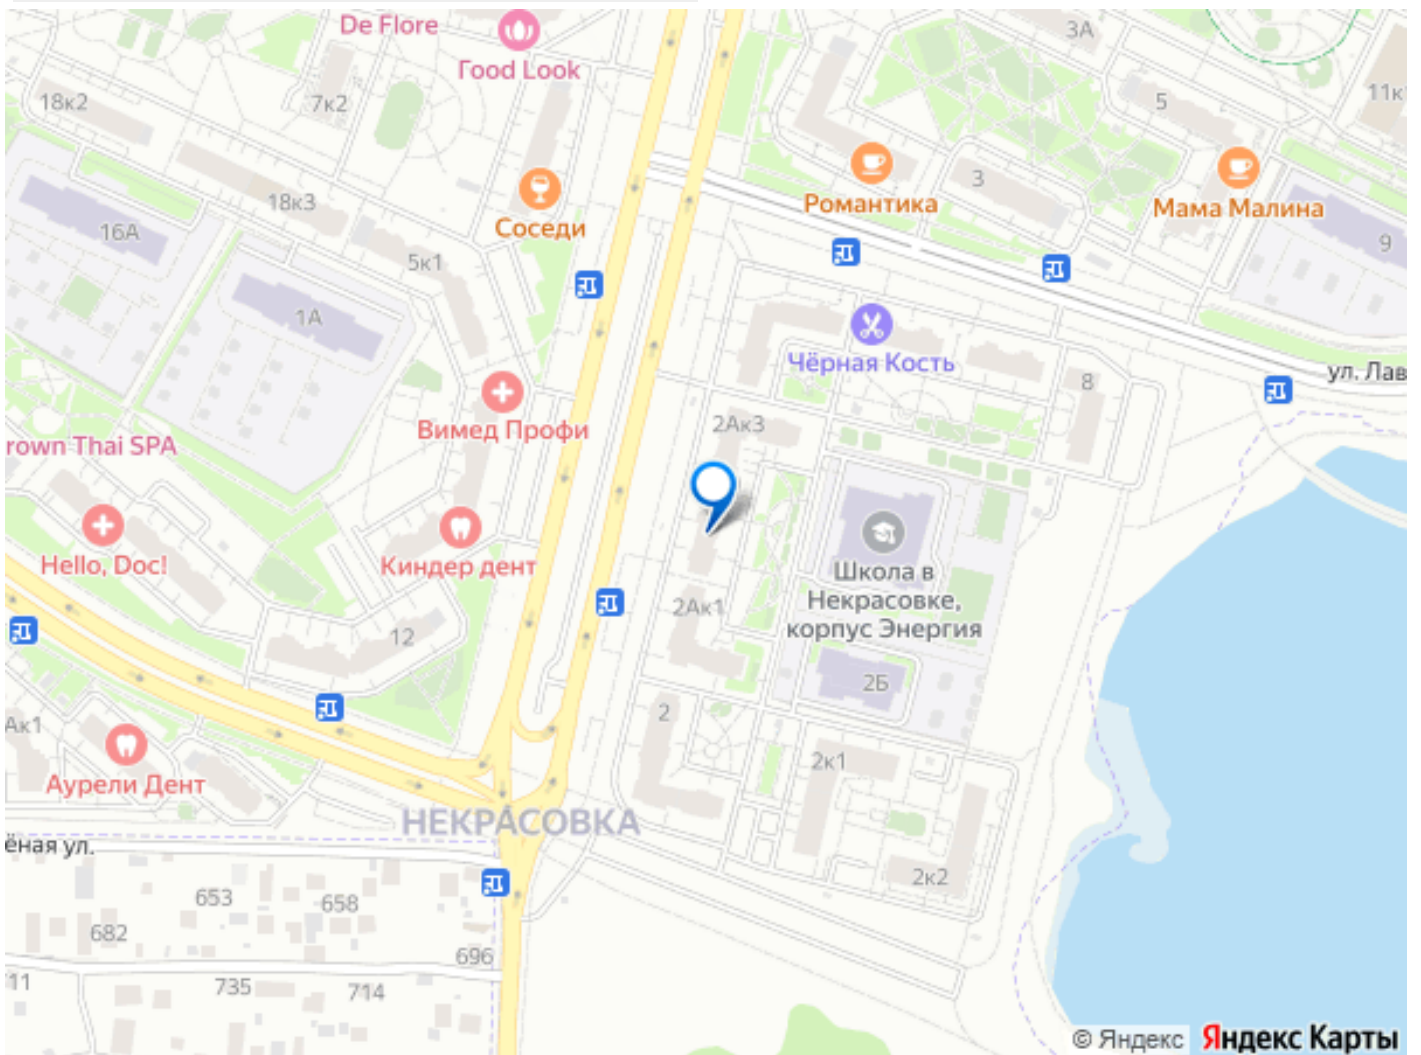 De Flore
Food Look
3А
18к2
7к2
5
11к1
Романтика
3
Мама Малина
18к3
Соседи
16А
5к1
9
1А
Чёрная Кость
ул. Лав
8
Вимед Профи
2Ак3
rown Thai SPA
Hello, Doc!
Киндер дент
Школа в
Некрасовке,
корпус Энергия
2Ак1
12
2Б
2
Ак1
Аурели Дент
2к1
НЕКРАСОВКА
ёная ул.
2к2
653
658
682
696
11
735
714
© Яндекс Яндекс Карты